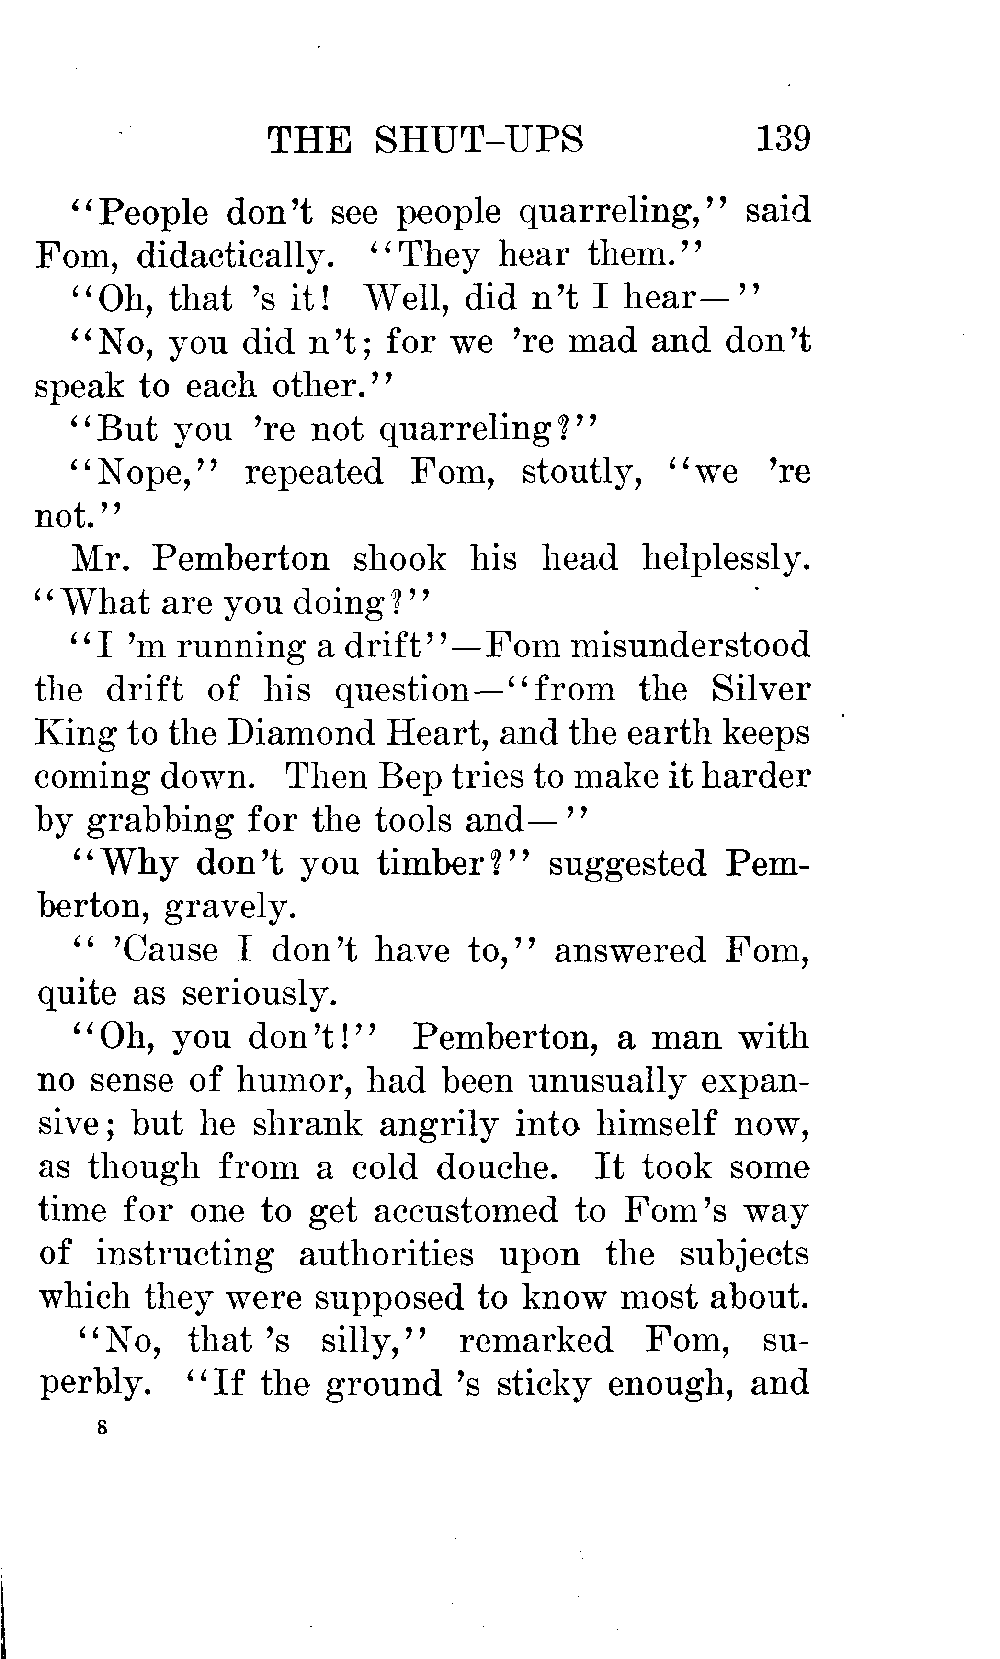 THE SHUT-UPS 139
"People don't see people quarreling," said
Fom, didactically. "They hear them."
"Oh, that 's it! Well, did n't I hear—"
"No, you did n't; for we 're mad and don't
speak to each other."
"But you 're not quarreling?"
"Nope," repeated Fom, stoutly, "we 're
not."
Mr. Pemberton shook his head helplessly.
"What are you doing?"
"I 'm running a drift"—Fom misunderstood
the drift of his question—"from the Silver
King to the Diamond Heart, and the earth keeps
coming down. Then Bep tries to make it harder
by grabbing for the tools and—"
"Why don't you timber?" suggested Pem-
berton, gravely.
" 'Cause I don't have to," answered Fom,
quite as seriously.
"Oh, you don't!" Pemberton, a man with
no sense of humor, had been unusually expan-
sive; but he shrank angrily into himself now,
as though from a cold douche. It took some
time for one to get accustomed to Fom's way
of instructing authorities upon the subjects
which they were supposed to know most about.
"No, that 's silly," remarked Fom, su-
perbly. "If the ground 's sticky enough, and
8